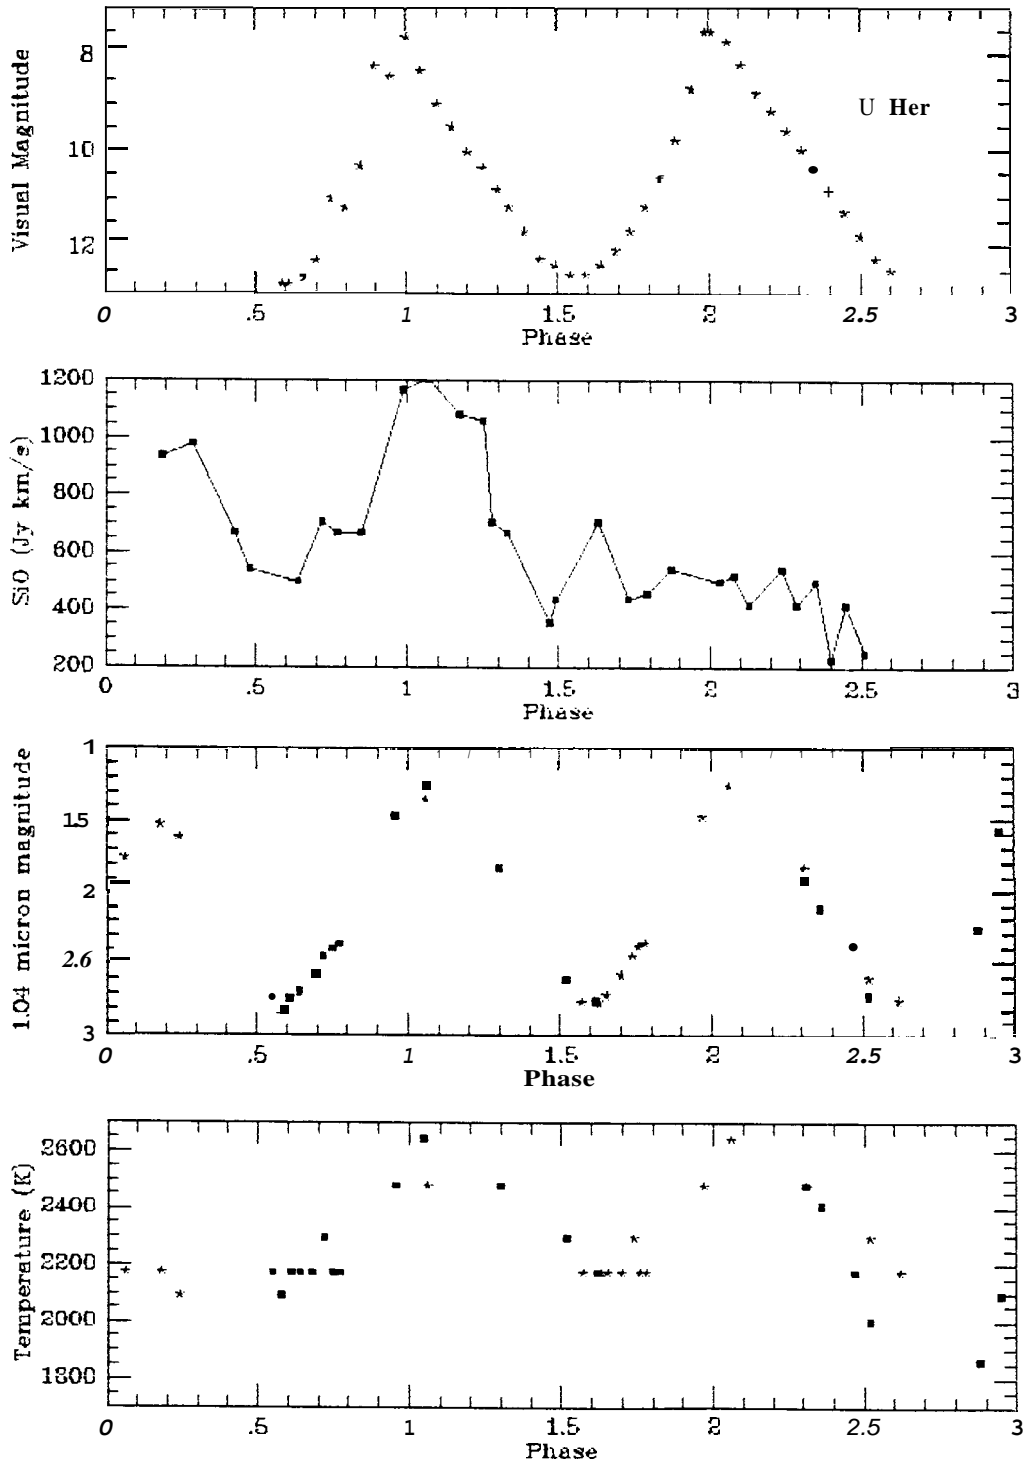 Visual Magnitude
8
10
12
U Her
0 .5 1 1.5 2 2.5 3
Phase
SiO (Jy km/s)
1200
1000
800
600
400
200
0 .5 1 1.5 2 2.5 3
Phase
1.04 micron magnitude
1
15
2
2.6
3
0 .5 1 1.5 2 2.5 3
Phase
Temperature (K)
2600
2400
2200
2000
1800
0 .5 1 1.5 2 2.5 3
Phase